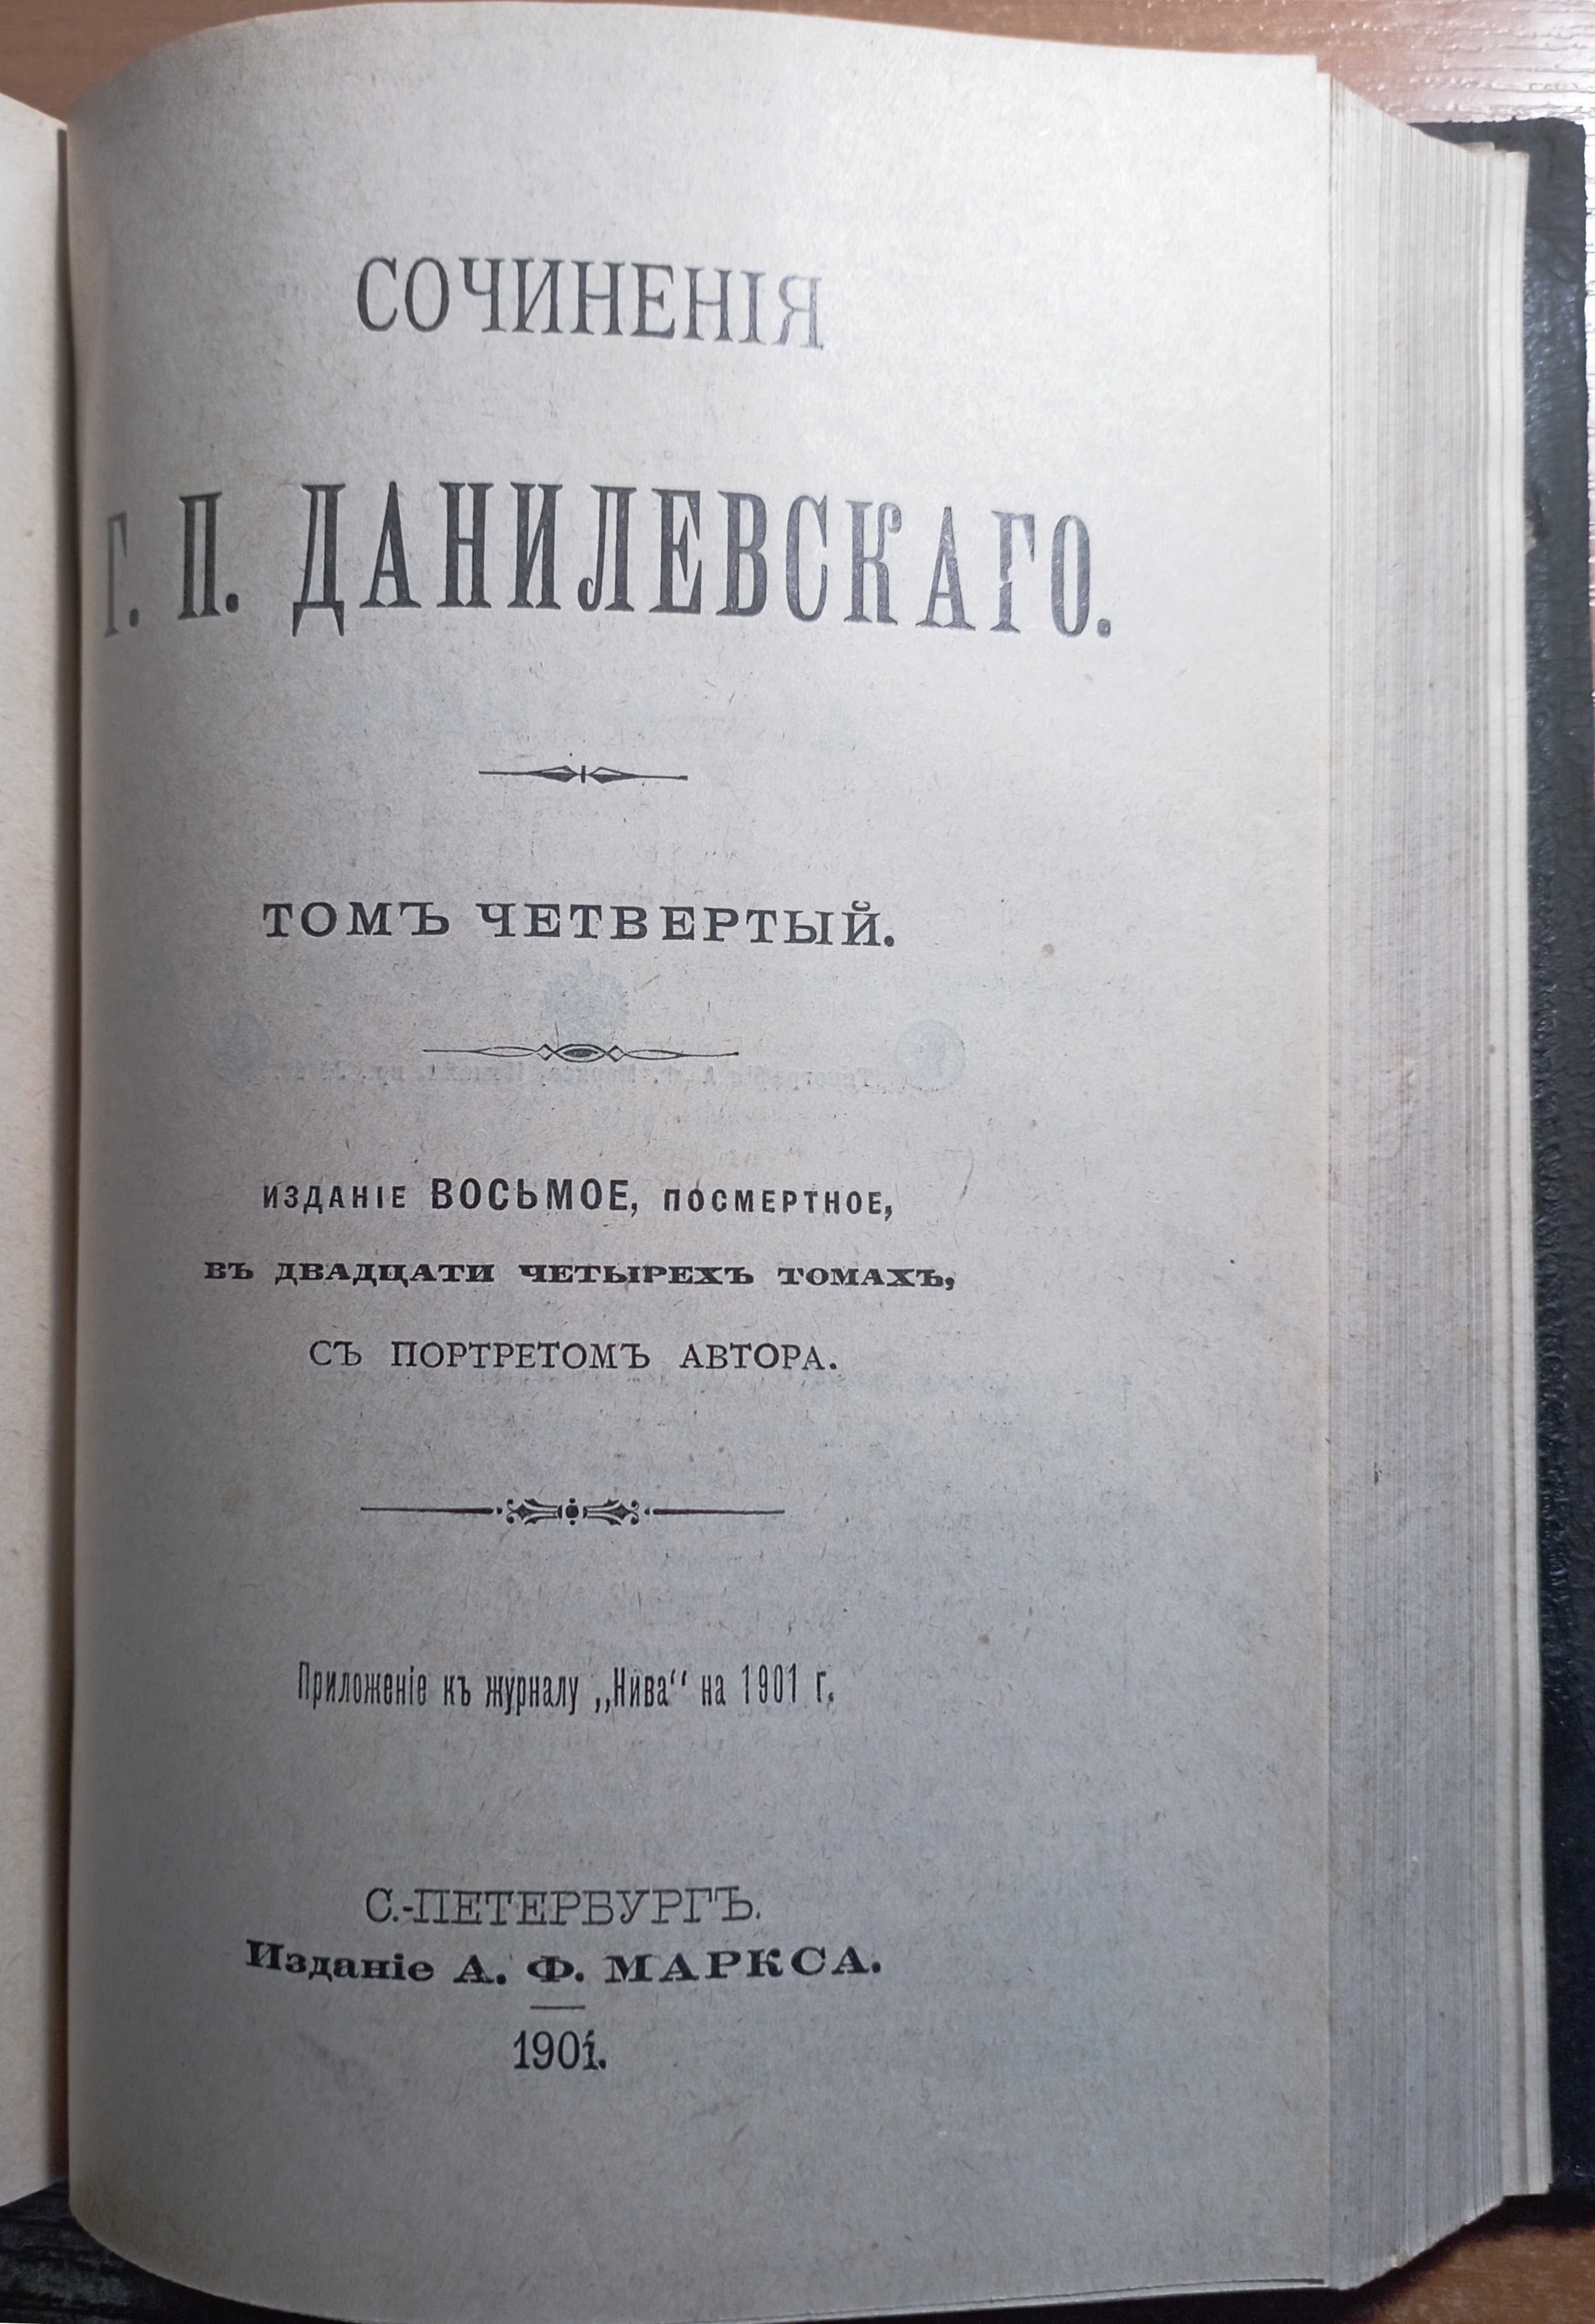 СОЧИНЕНІЯ
Г. П. ДАНИЛЕВСКАГО.
ТОМЪ ЧЕТВЕРТЫЙ.
ИЗДАНІЕ ВОСЬМОЕ, ПОСМЕРТНОЕ,
ВЪ ДВАДЦАТИ ЧЕТЫРЕХЪ ТОМАХЪ,
СЪ ПОРТРЕТОМЪ АВТОРА.
Приложеніе къ журналу „Нива“ на 1901 г.
С.-ПЕТЕРБУРГЪ.
Изданіе А. Ф. МАРКСА.
1901.